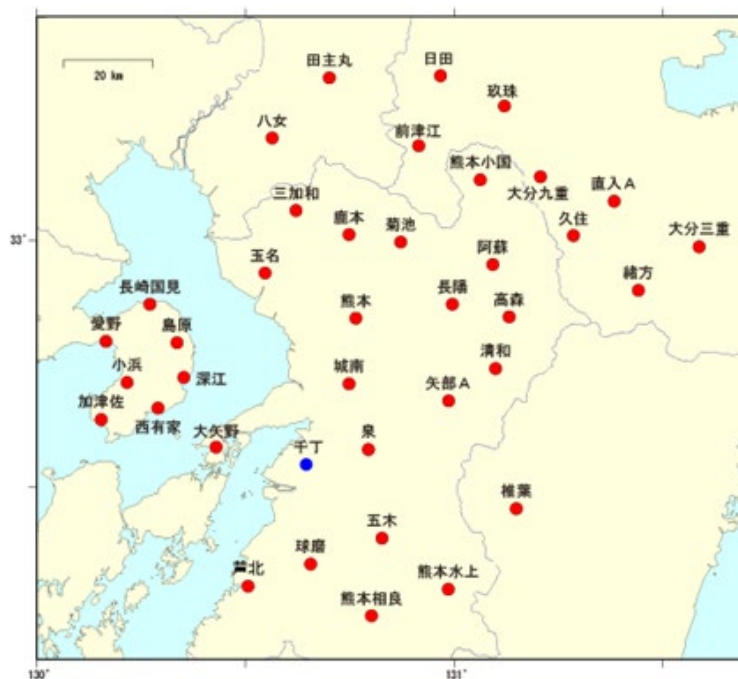 20 km
田主丸
日田
玖珠
八女
前津江
熊本小国
大分九重
直入A
三加和
鹿本
菊池
久住
大分三重
33°
玉名
阿蘇
緒方
長崎国見
長陽
高森
愛野
島原
熊本
清和
小浜
深江
城南
矢部A
加津佐
西有家
大矢野
千丁
泉
椎葉
五木
球磨
芦北
熊本水上
熊本相良
130°
131°